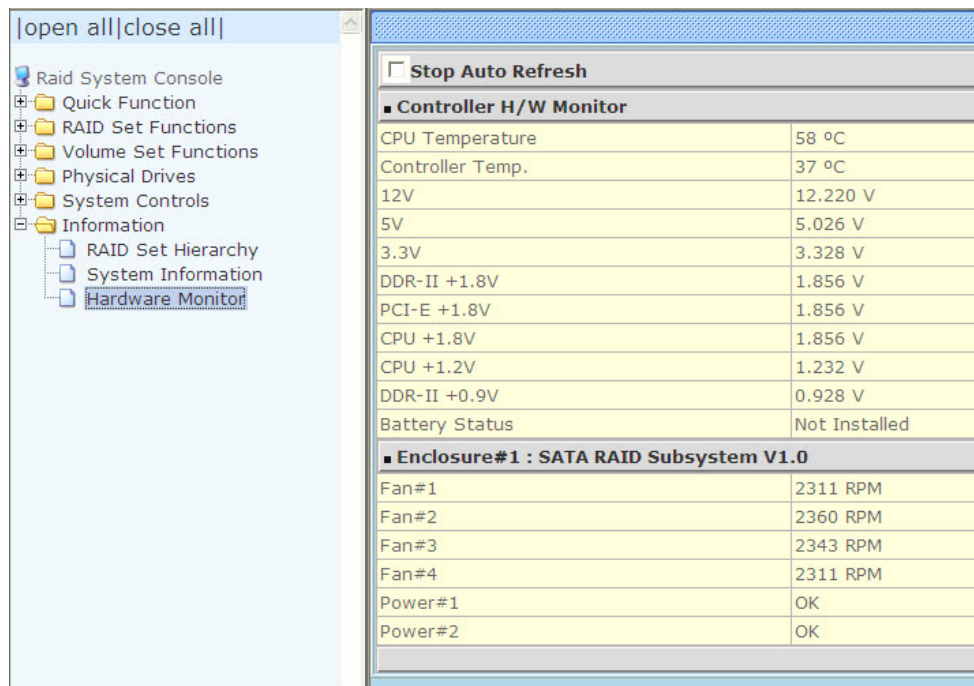 |open all|close all|
Raid System Console
Quick Function
RAID Set Functions
Volume Set Functions
Physical Drives
System Controls
Information
RAID Set Hierarchy
System Information
Hardware Monitor
Stop Auto Refresh
Controller H/W Monitor
CPU Temperature 58 ºC
Controller Temp. 37 ºC
12V 12.220 V
5V 5.026 V
3.3V 3.328 V
DDR-II +1.8V 1.856 V
PCI-E +1.8V 1.856 V
CPU +1.8V 1.856 V
CPU +1.2V 1.232 V
DDR-II +0.9V 0.928 V
Battery Status Not Installed
Enclosure#1 : SATA RAID Subsystem V1.0
Fan#1 2311 RPM
Fan#2 2360 RPM
Fan#3 2343 RPM
Fan#4 2311 RPM
Power#1 OK
Power#2 OK